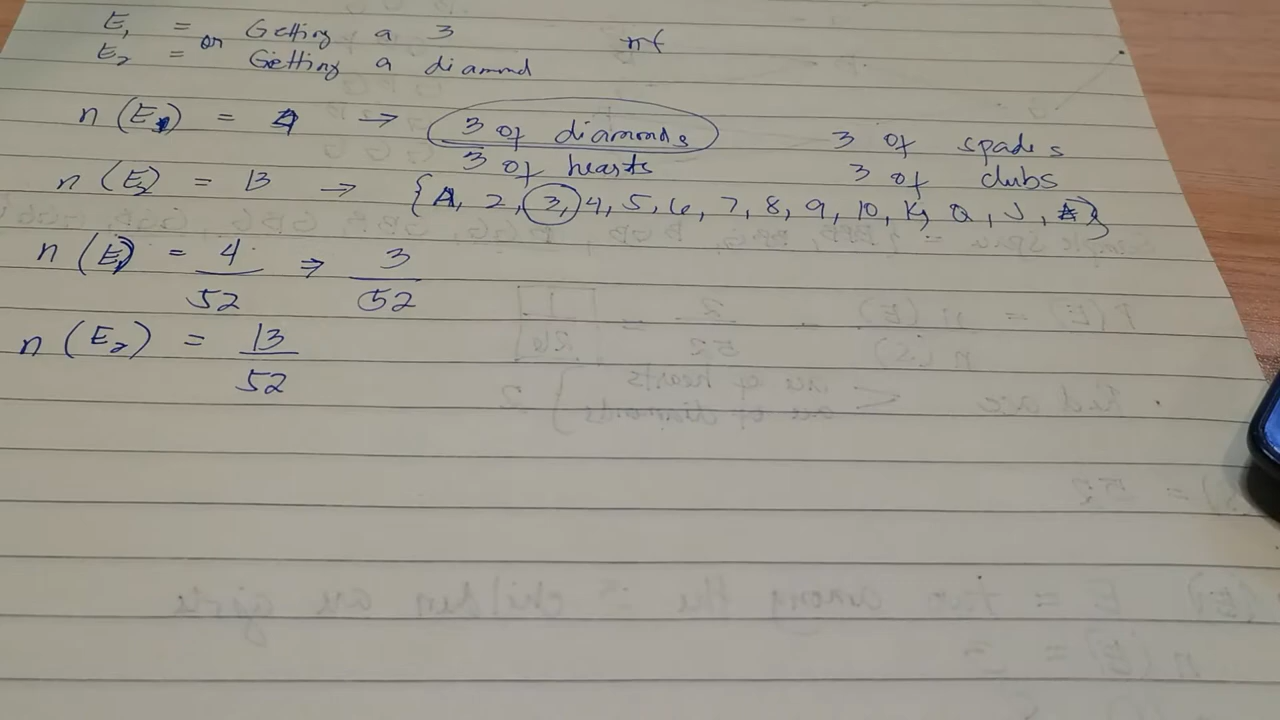 E₁ = Getting a 3
or
E₂ = Getting a diamond
n(E₁) = 4 → 3 of diamonds 3 of spades
3 of hearts 3 of clubs
n(E₂) = 13 → {A, 2, 3, 4, 5, 6, 7, 8, 9, 10, K, Q, J, }
n(E₁) = 4/52 ⇒ 3/52
n(E₂) = 13/52